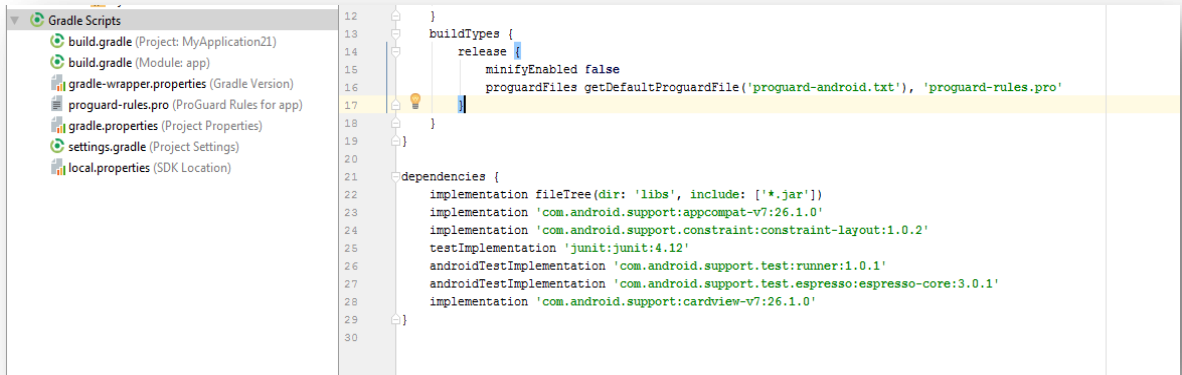 Gradle Scripts
build.gradle (Project: MyApplication21)
build.gradle (Module: app)
gradle-wrapper.properties (Gradle Version)
proguard-rules.pro (ProGuard Rules for app)
gradle.properties (Project Properties)
settings.gradle (Project Settings)
local.properties (SDK Location)
12 }
13 buildTypes {
14 release {
15 minifyEnabled false
16 proguardFiles getDefaultProguardFile('proguard-android.txt'), 'proguard-rules.pro'
17 }
18 }
19 }
20
21 dependencies {
22 implementation fileTree(dir: 'libs', include: ['*.jar'])
23 implementation 'com.android.support:appcompat-v7:26.1.0'
24 implementation 'com.android.support.constraint:constraint-layout:1.0.2'
25 testImplementation 'junit:junit:4.12'
26 androidTestImplementation 'com.android.support.test:runner:1.0.1'
27 androidTestImplementation 'com.android.support.test.espresso:espresso-core:3.0.1'
28 implementation 'com.android.support:cardview-v7:26.1.0'
29 }
30